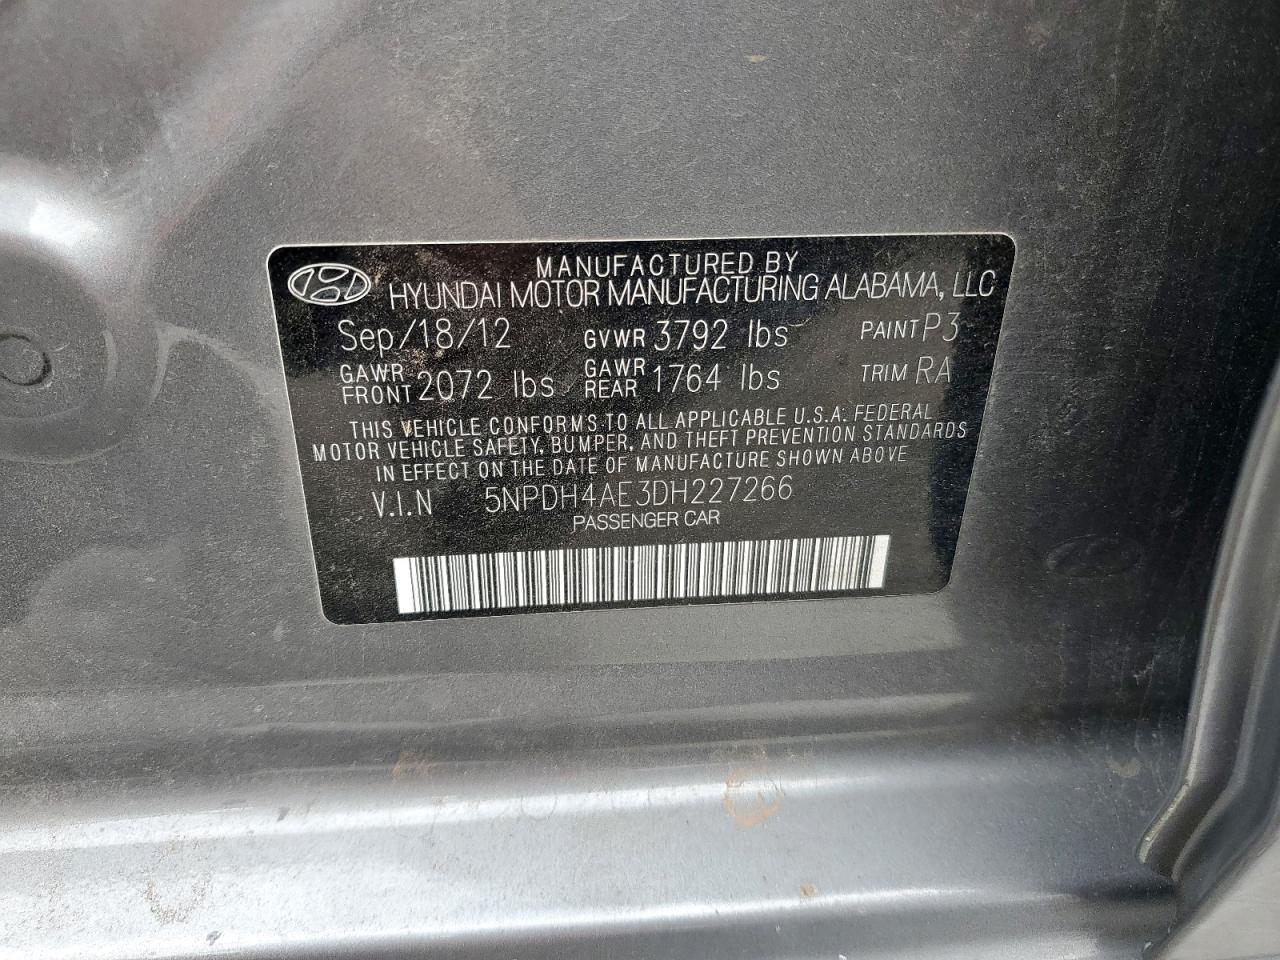 MANUFACTURED BY
HYUNDAI MOTOR MANUFACTURING ALABAMA, LLC
Sep/18/12 GVWR 3792 lbs PAINT P3
GAWR FRONT 2072 lbs GAWR REAR 1764 lbs TRIM RA
THIS VEHICLE CONFORMS TO ALL APPLICABLE U.S.A. FEDERAL
MOTOR VEHICLE SAFETY, BUMPER, AND THEFT PREVENTION STANDARDS
IN EFFECT ON THE DATE OF MANUFACTURE SHOWN ABOVE
V.I.N 5NPDH4AE3DH227266
PASSENGER CAR